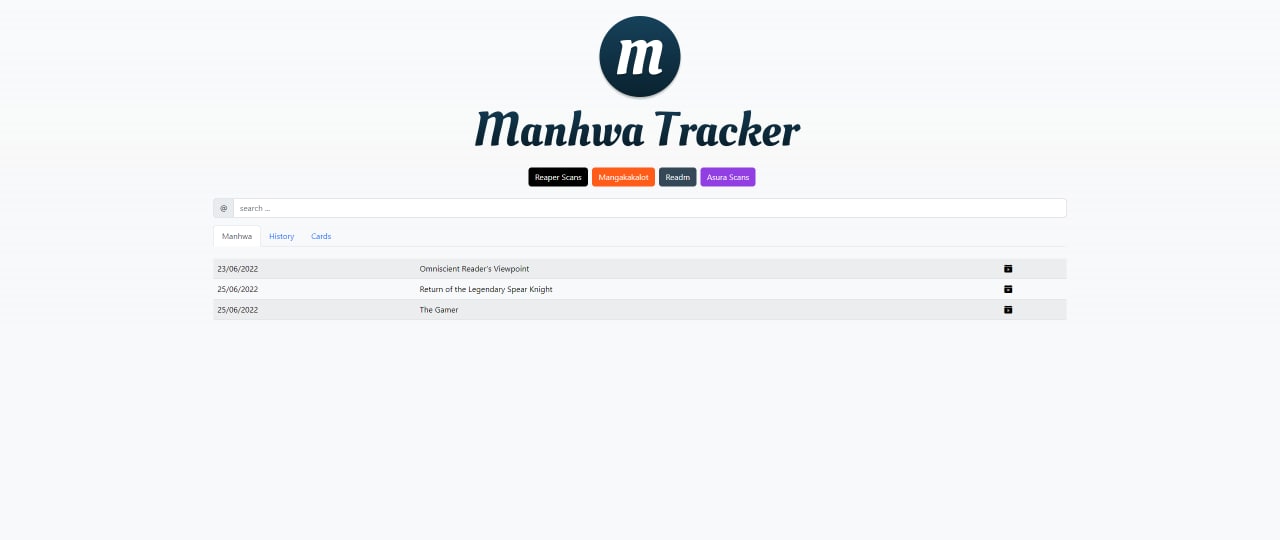 m
Manhwa Tracker
Reaper Scans Mangakakalot Readm Asura Scans
@ search ...
Manhwa History Cards
23/06/2022 Omniscient Reader's Viewpoint
25/06/2022 Return of the Legendary Spear Knight
25/06/2022 The Gamer